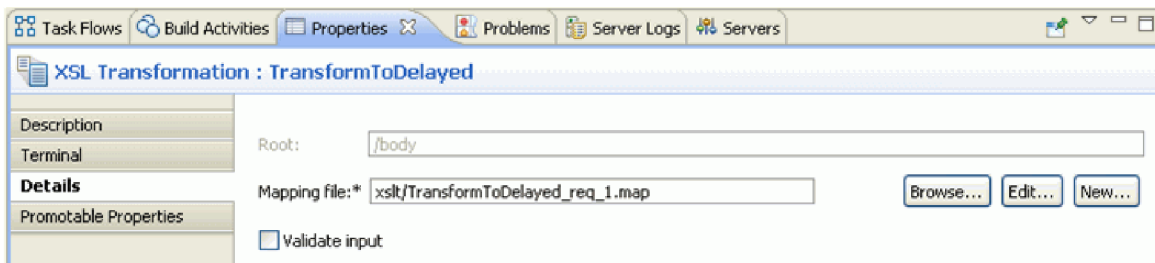 Task Flows Build Activities Properties Problems Server Logs Servers
XSL Transformation : TransformToDelayed
Description
Terminal
Details
Promotable Properties
Root: /body
Mapping file:* xslt/TransformToDelayed_req_1.map Browse... Edit... New...
Validate input